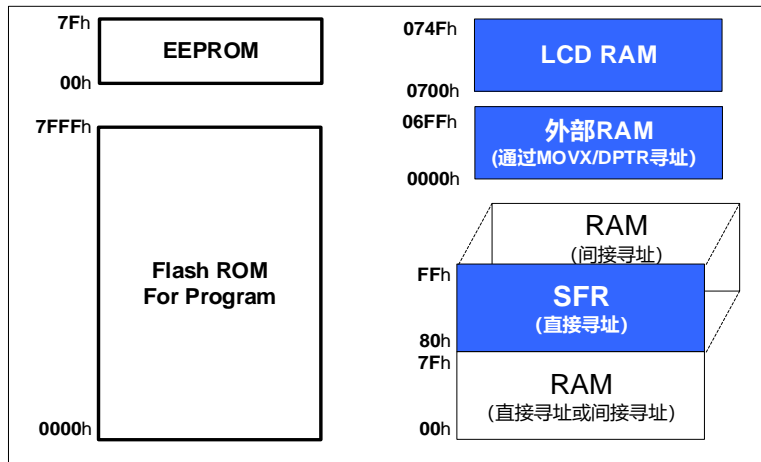 7Fh
EEPROM
00h
7FFFh
Flash ROM
For Program
0000h
074Fh
LCD RAM
0700h
06FFh
外部RAM
(通过MOVX/DPTR寻址)
0000h
RAM
(间接寻址)
FFh
SFR
(直接寻址)
80h
7Fh
RAM
(直接寻址或间接寻址)
00h